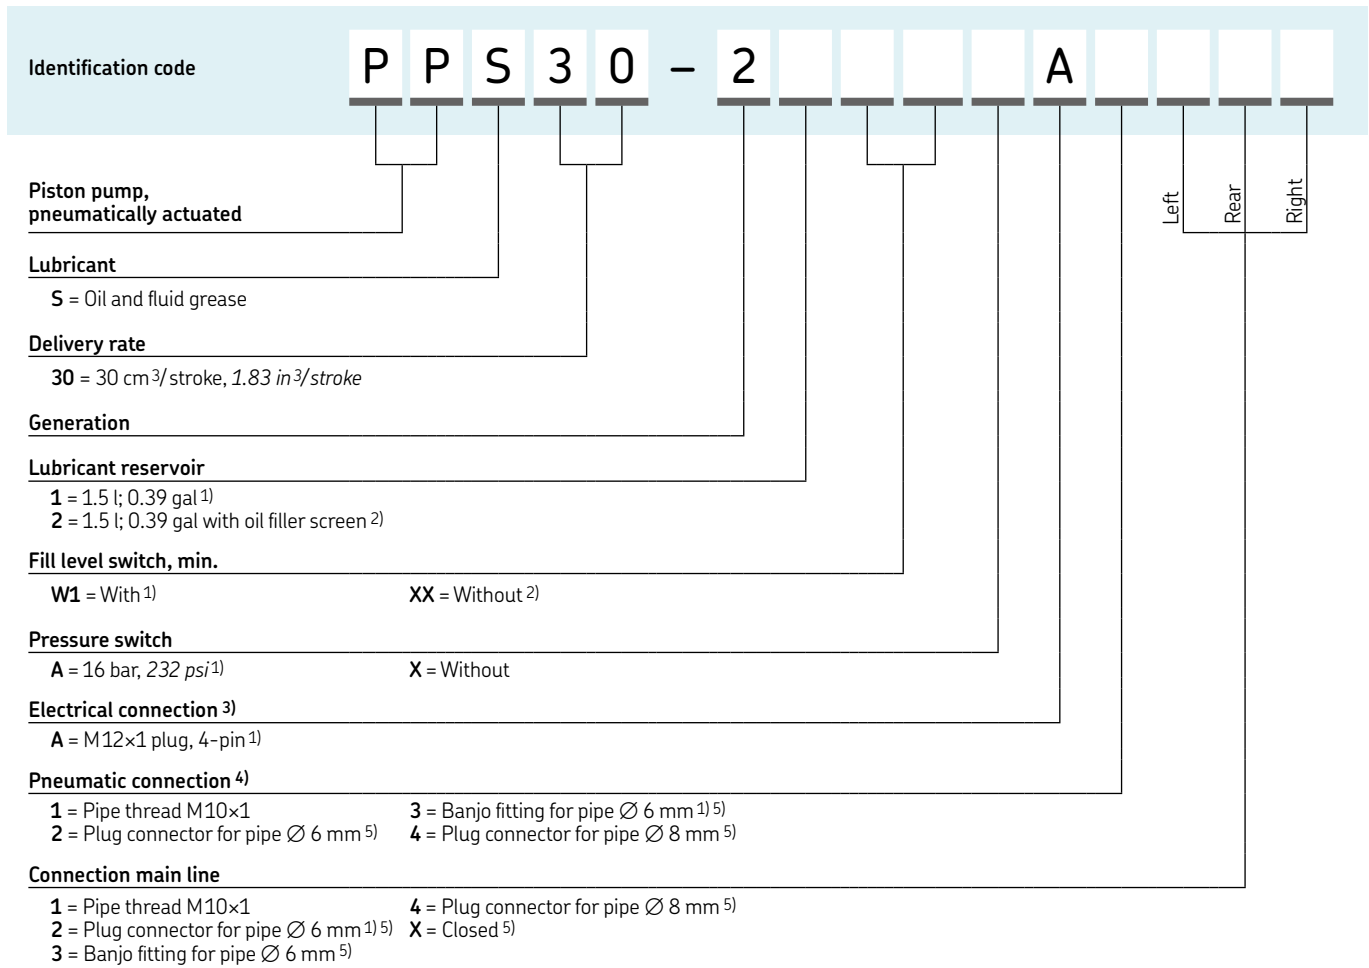 Identification code P P S 3 0 – 2 A
Left Rear Right
Piston pump,
pneumatically actuated
Lubricant
S = Oil and fluid grease
Delivery rate
30 = 30 cm3/stroke, 1.83 in3/stroke
Generation
Lubricant reservoir
1 = 1.5 l; 0.39 gal 1)
2 = 1.5 l; 0.39 gal with oil filler screen 2)
Fill level switch, min.
W1 = With 1) XX = Without 2)
Pressure switch
A = 16 bar, 232 psi 1) X = Without
Electrical connection 3)
A = M12×1 plug, 4-pin 1)
Pneumatic connection 4)
1 = Pipe thread M10×1 3 = Banjo fitting for pipe ∅ 6 mm 1) 5)
2 = Plug connector for pipe ∅ 6 mm 5) 4 = Plug connector for pipe ∅ 8 mm 5)
Connection main line
1 = Pipe thread M10×1 4 = Plug connector for pipe ∅ 8 mm 5)
2 = Plug connector for pipe ∅ 6 mm 1) 5) X = Closed 5)
3 = Banjo fitting for pipe ∅ 6 mm 5)